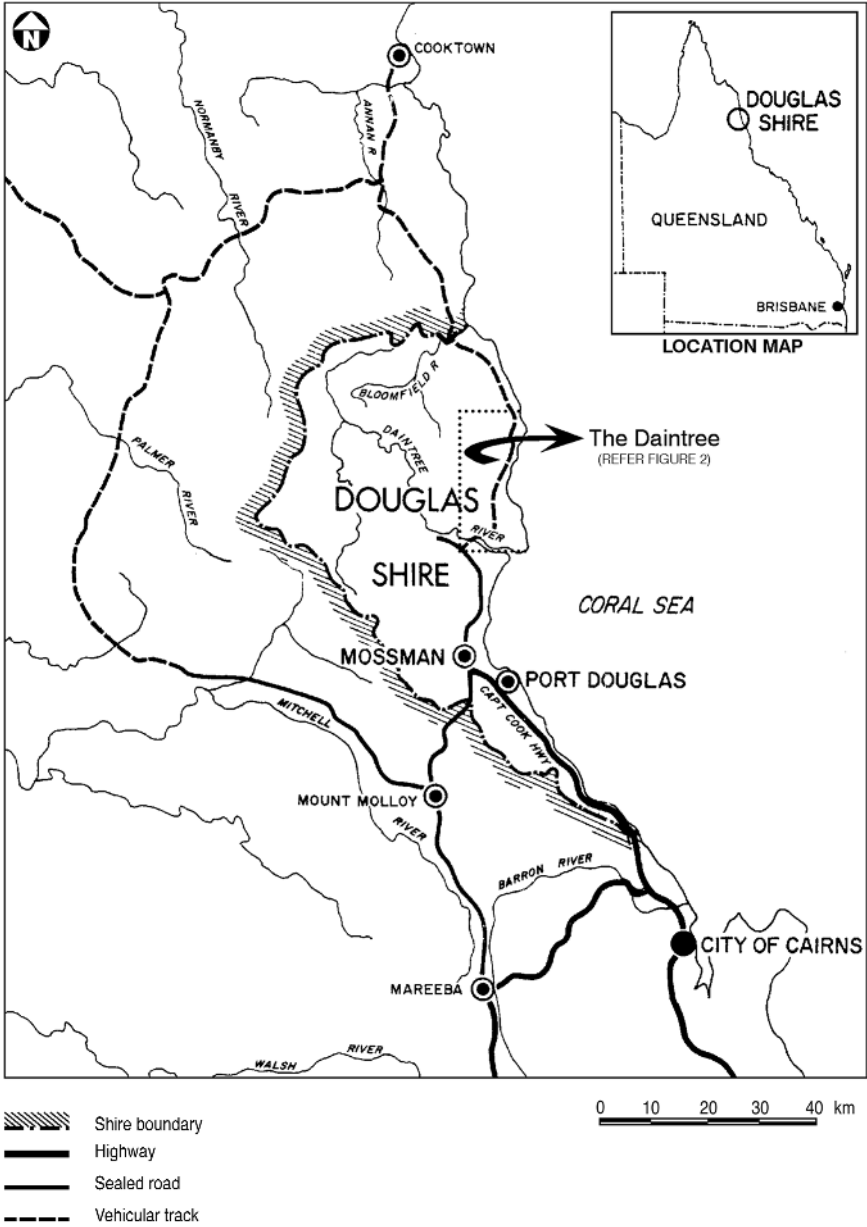 N
COOKTOWN
NORMANBY
RIVER
ANNAN R
DOUGLAS
SHIRE
QUEENSLAND
BRISBANE
LOCATION MAP
BLOOMFIELD R
DAINTREE
RIVER
The Daintree
(REFER FIGURE 2)
PALMER
RIVER
DOUGLAS
SHIRE
CORAL SEA
MOSSMAN
PORT DOUGLAS
CAPT COOK HWY
MITCHELL
RIVER
MOUNT MOLLOY
BARRON RIVER
CITY OF CAIRNS
MAREEBA
WALSH RIVER
0 10 20 30 40 km
Shire boundary
Highway
Sealed road
Vehicular track